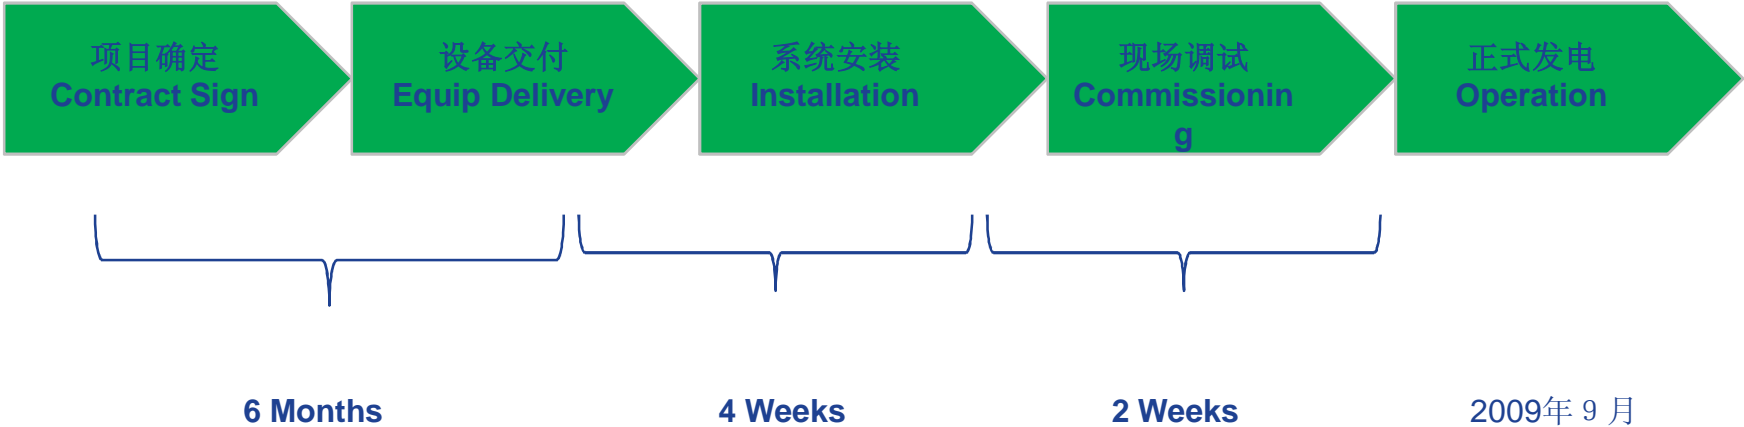 项目确定
Contract Sign
设备交付
Equip Delivery
系统安装
Installation
现场调试
Commissionin
g
正式发电
Operation
6 Months
4 Weeks
2 Weeks
2009年 9 月